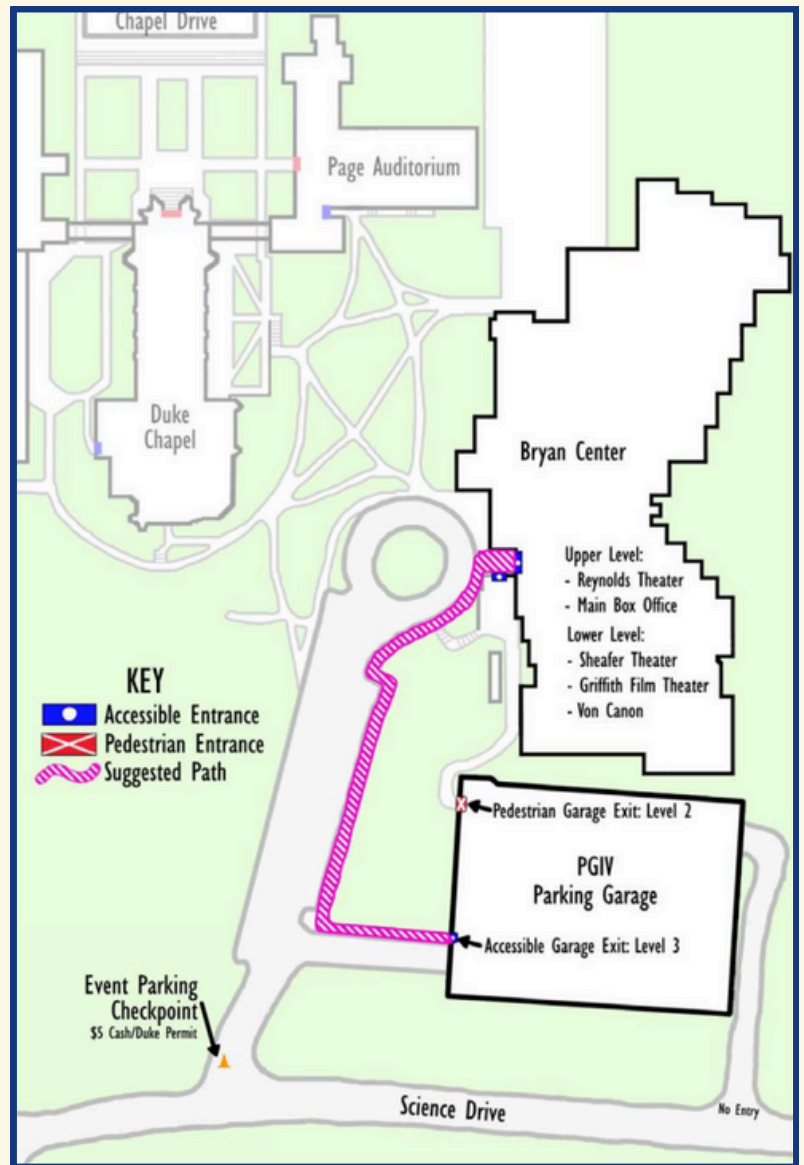 Chapel Drive
Page Auditorium
Duke
Chapel
Bryan Center
Upper Level:
- Reynolds Theater
- Main Box Office
Lower Level:
- Sheafer Theater
- Griffith Film Theater
- Von Canon
KEY
Accessible Entrance
Pedestrian Entrance
Suggested Path
Pedestrian Garage Exit: Level 2
PGIV
Parking Garage
Accessible Garage Exit: Level 3
Event Parking
Checkpoint
$5 Cash/Duke Permit
Science Drive
No Entry